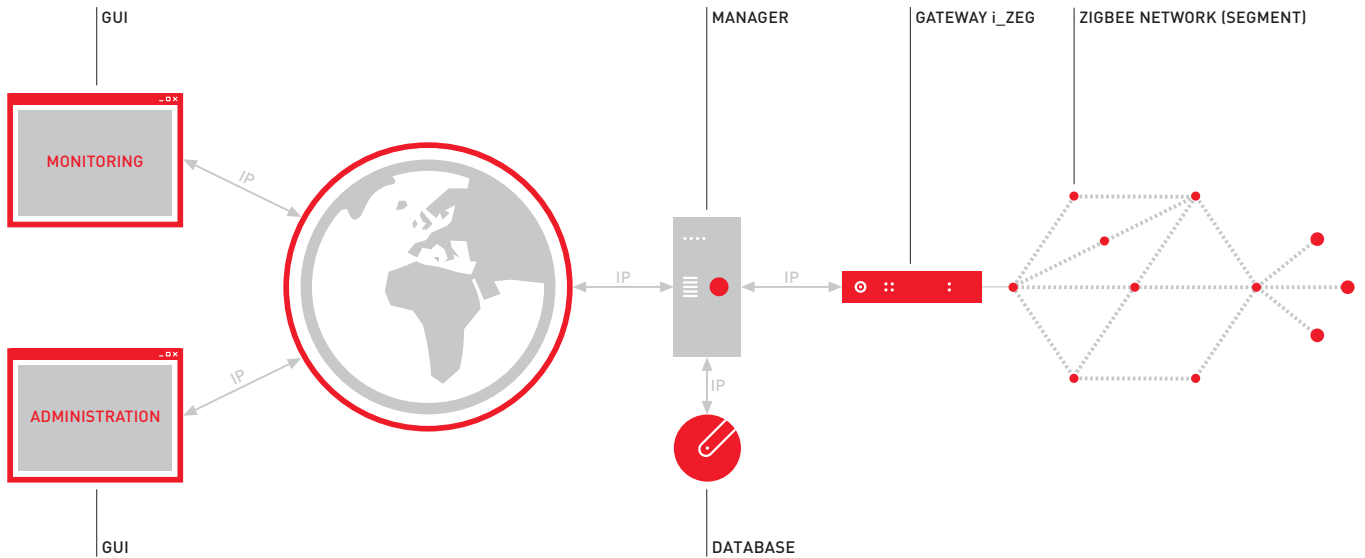 GUI
MANAGER
GATEWAY i_ZEG
ZIGBEE NETWORK (SEGMENT)
MONITORING
IP
IP
IP
IP
IP
ADMINISTRATION
GUI
DATABASE